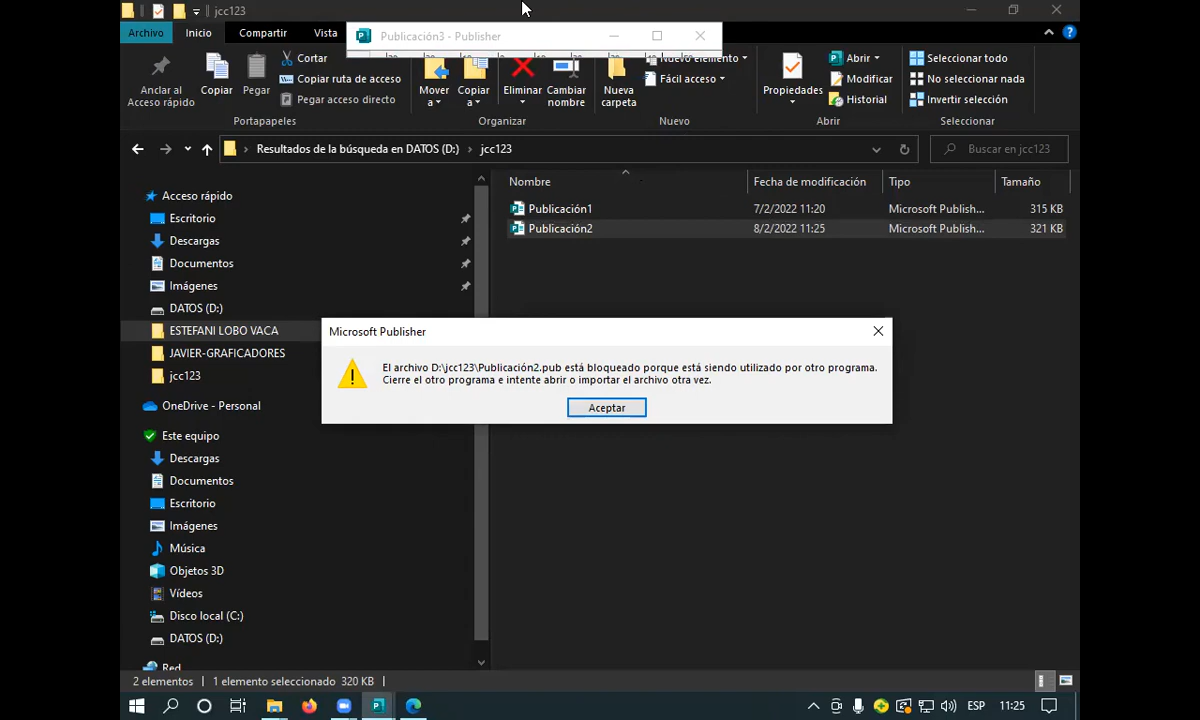 jcc123
Publicación3 - Publisher
Archivo
Inicio
Compartir
Vista
Anclar al
Acceso rápido
Copiar
Pegar
Cortar
Copiar ruta de acceso
Pegar acceso directo
Portapapeles
Mover
a
Copiar
a
Eliminar
Cambiar
nombre
Organizar
Nueva
carpeta
Nuevo elemento
Fácil acceso
Nuevo
Propiedades
Abrir
Modificar
Historial
Abrir
Seleccionar todo
No seleccionar nada
Invertir selección
Seleccionar
Resultados de la búsqueda en DATOS (D:) › jcc123
Buscar en jcc123
Nombre
Fecha de modificación
Tipo
Tamaño
Publicación1 7/2/2022 11:20 Microsoft Publish... 315 KB
Publicación2 8/2/2022 11:25 Microsoft Publish... 321 KB
Acceso rápido
Escritorio
Descargas
Documentos
Imágenes
DATOS (D:)
ESTEFANI LOBO VACA
JAVIER-GRAFICADORES
jcc123
OneDrive - Personal
Este equipo
Descargas
Documentos
Escritorio
Imágenes
Música
Objetos 3D
Vídeos
Disco local (C:)
DATOS (D:)
Red
Microsoft Publisher
El archivo D:\jcc123\Publicación2.pub está bloqueado porque está siendo utilizado por otro programa.
Cierre el otro programa e intente abrir o importar el archivo otra vez.
Aceptar
2 elementos
1 elemento seleccionado 320 KB
ESP
11:25